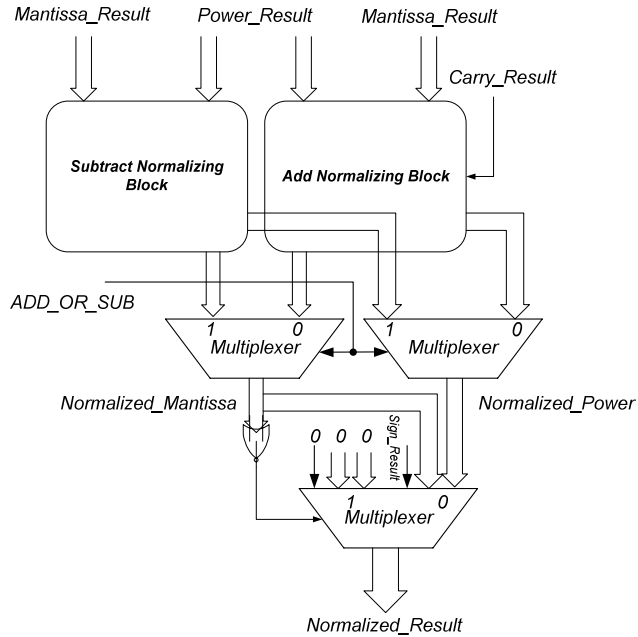 Mantissa_Result
Power_Result
Mantissa_Result
Carry_Result
Subtract Normalizing
Block
Add Normalizing Block
ADD_OR_SUB
1
0
1
0
Multiplexer
Multiplexer
Normalized_Mantissa
Normalized_Power
0
0
0
Sign_Result
1
0
Multiplexer
Normalized_Result